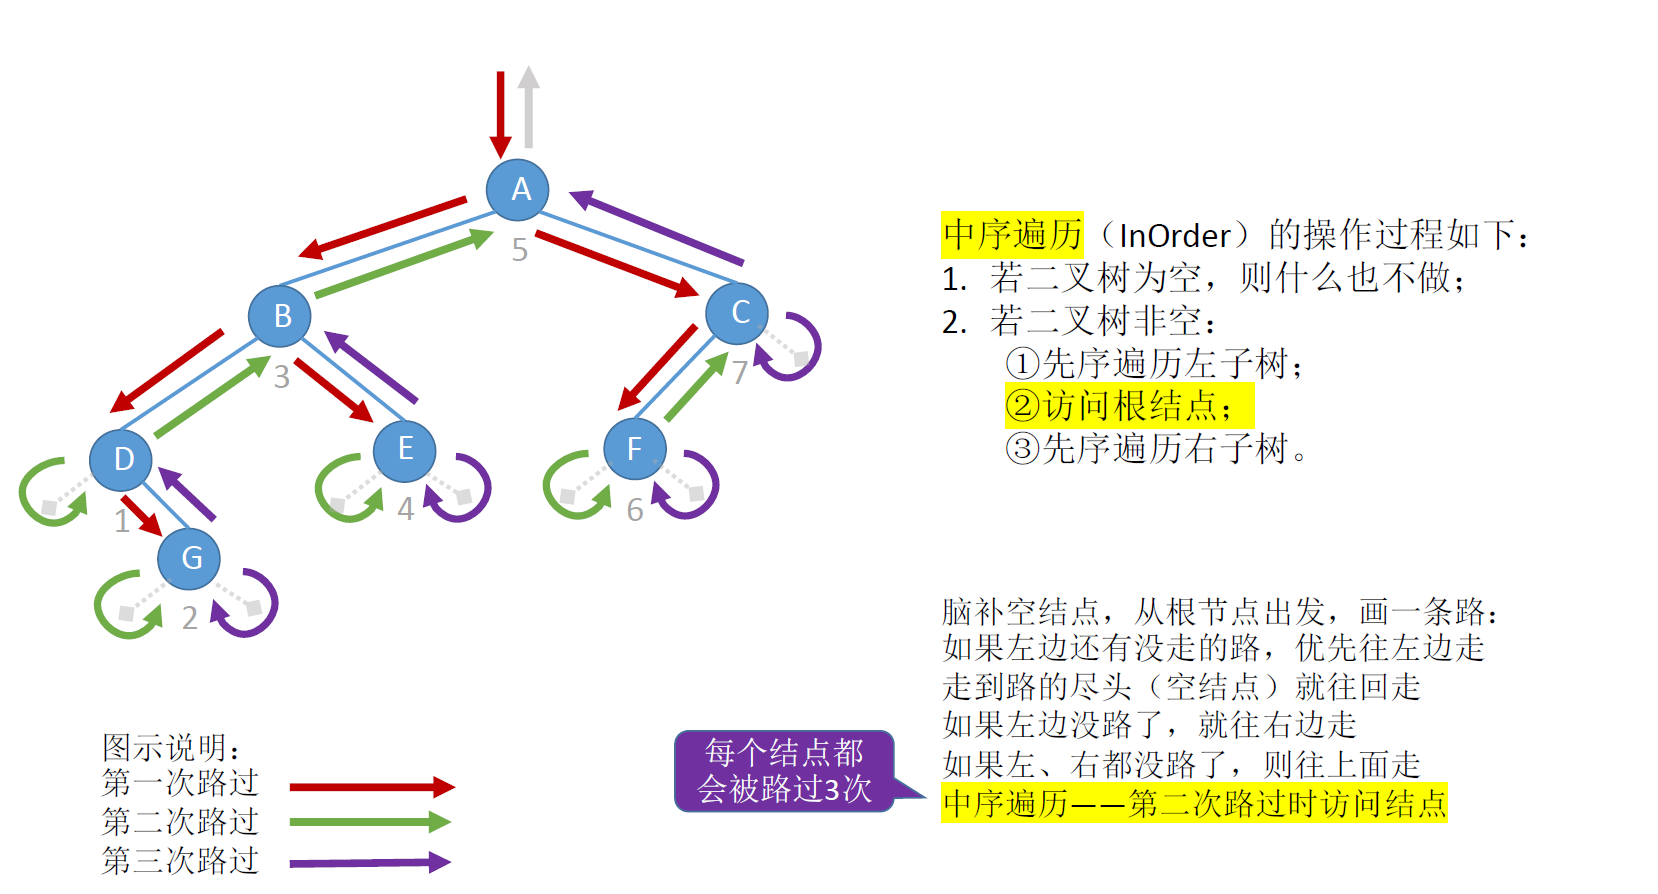 A
5
B
3
C
7
D
1
E
4
F
6
G
2
中序遍历（InOrder）的操作过程如下：
1. 若二叉树为空，则什么也不做；
2. 若二叉树非空：
①先序遍历左子树；
②访问根结点；
③先序遍历右子树。
脑补空结点，从根节点出发，画一条路：
如果左边还有没走的路，优先往左边走
走到路的尽头（空结点）就往回走
如果左边没路了，就往右边走
如果左、右都没路了，则往上面走
中序遍历——第二次路过时访问结点
每个结点都
会被路过3次
图示说明：
第一次路过
第二次路过
第三次路过